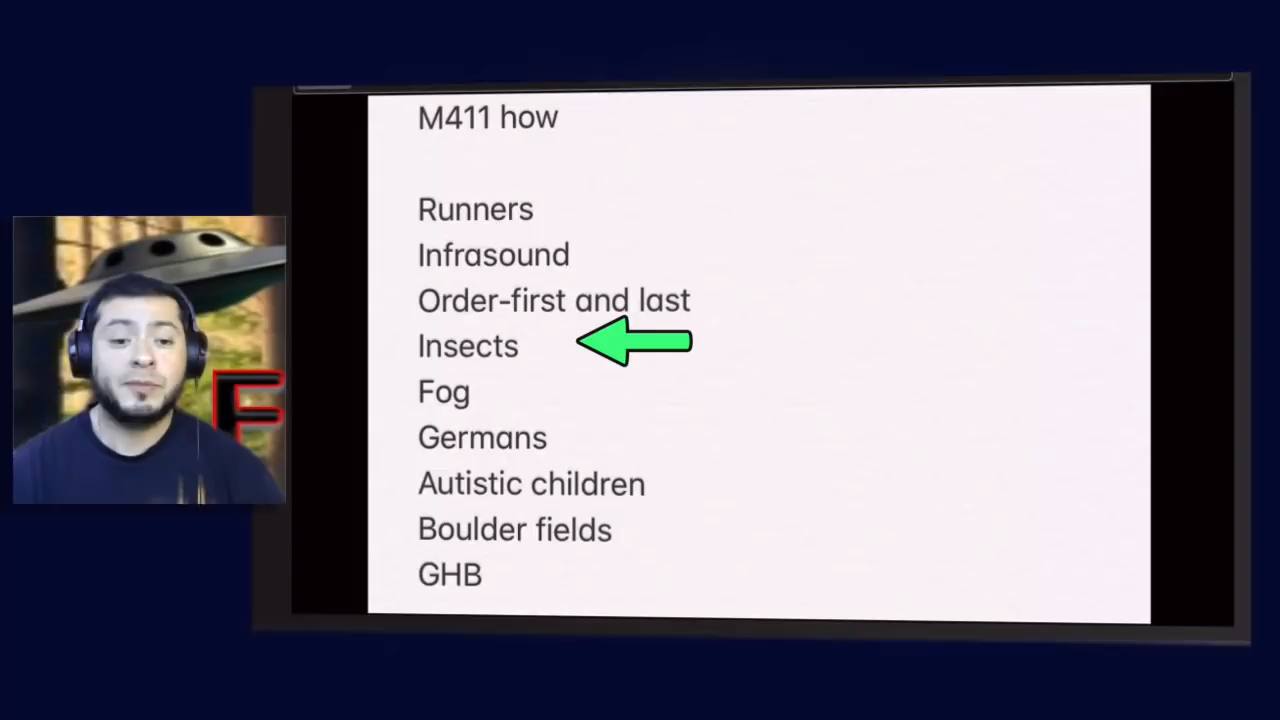 M411 how
Runners
Infrasound
Order-first and last
Insects
Fog
Germans
Autistic children
Boulder fields
GHB
F